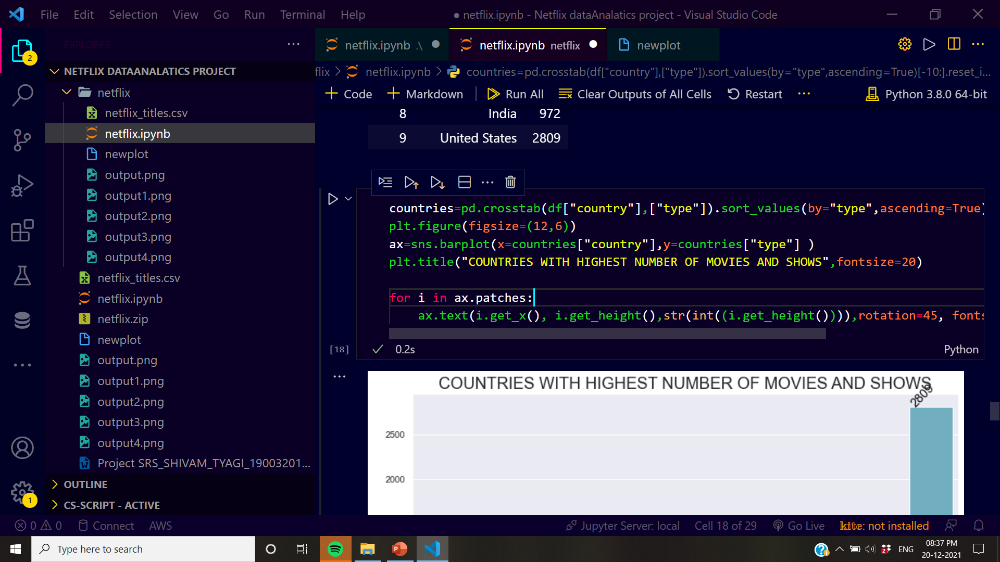 File Edit Selection View Go Run Terminal Help
● netflix.ipynb - Netflix dataAnalatics project - Visual Studio Code
EXPLORER
netflix.ipynb .\
netflix.ipynb netflix
newplot
2
NETFLIX DATAANALATICS PROJECT
flix > netflix.ipynb > countries=pd.crosstab(df["country"],["type"]).sort_values(by="type",ascending=True)[-10:].reset_i...
Code
Markdown
Run All
Clear Outputs of All Cells
Restart
Python 3.8.0 64-bit
netflix
netflix_titles.csv
netflix.ipynb
newplot
output.png
output1.png
output2.png
output3.png
output4.png
netflix_titles.csv
netflix.ipynb
netflix.zip
newplot
output.png
output1.png
output2.png
output3.png
output4.png
Project SRS_SHIVAM_TYAGI_19003201...
OUTLINE
CS-SCRIPT - ACTIVE
1
8 India 972
9 United States 2809
countries=pd.crosstab(df["country"],["type"]).sort_values(by="type",ascending=True)
plt.figure(figsize=(12,6))
ax=sns.barplot(x=countries["country"],y=countries["type"] )
plt.title("COUNTRIES WITH HIGHEST NUMBER OF MOVIES AND SHOWS",fontsize=20)
for i in ax.patches:
ax.text(i.get_x(), i.get_height(),str(int((i.get_height()))),rotation=45, fonts
[18]
0.2s
Python
COUNTRIES WITH HIGHEST NUMBER OF MOVIES AND SHOWS
2809
2500
2000
0 0 Connect AWS
Jupyter Server: local Cell 18 of 29 Go Live kite: not installed
Type here to search
2
ENG
08:37 PM
20-12-2021